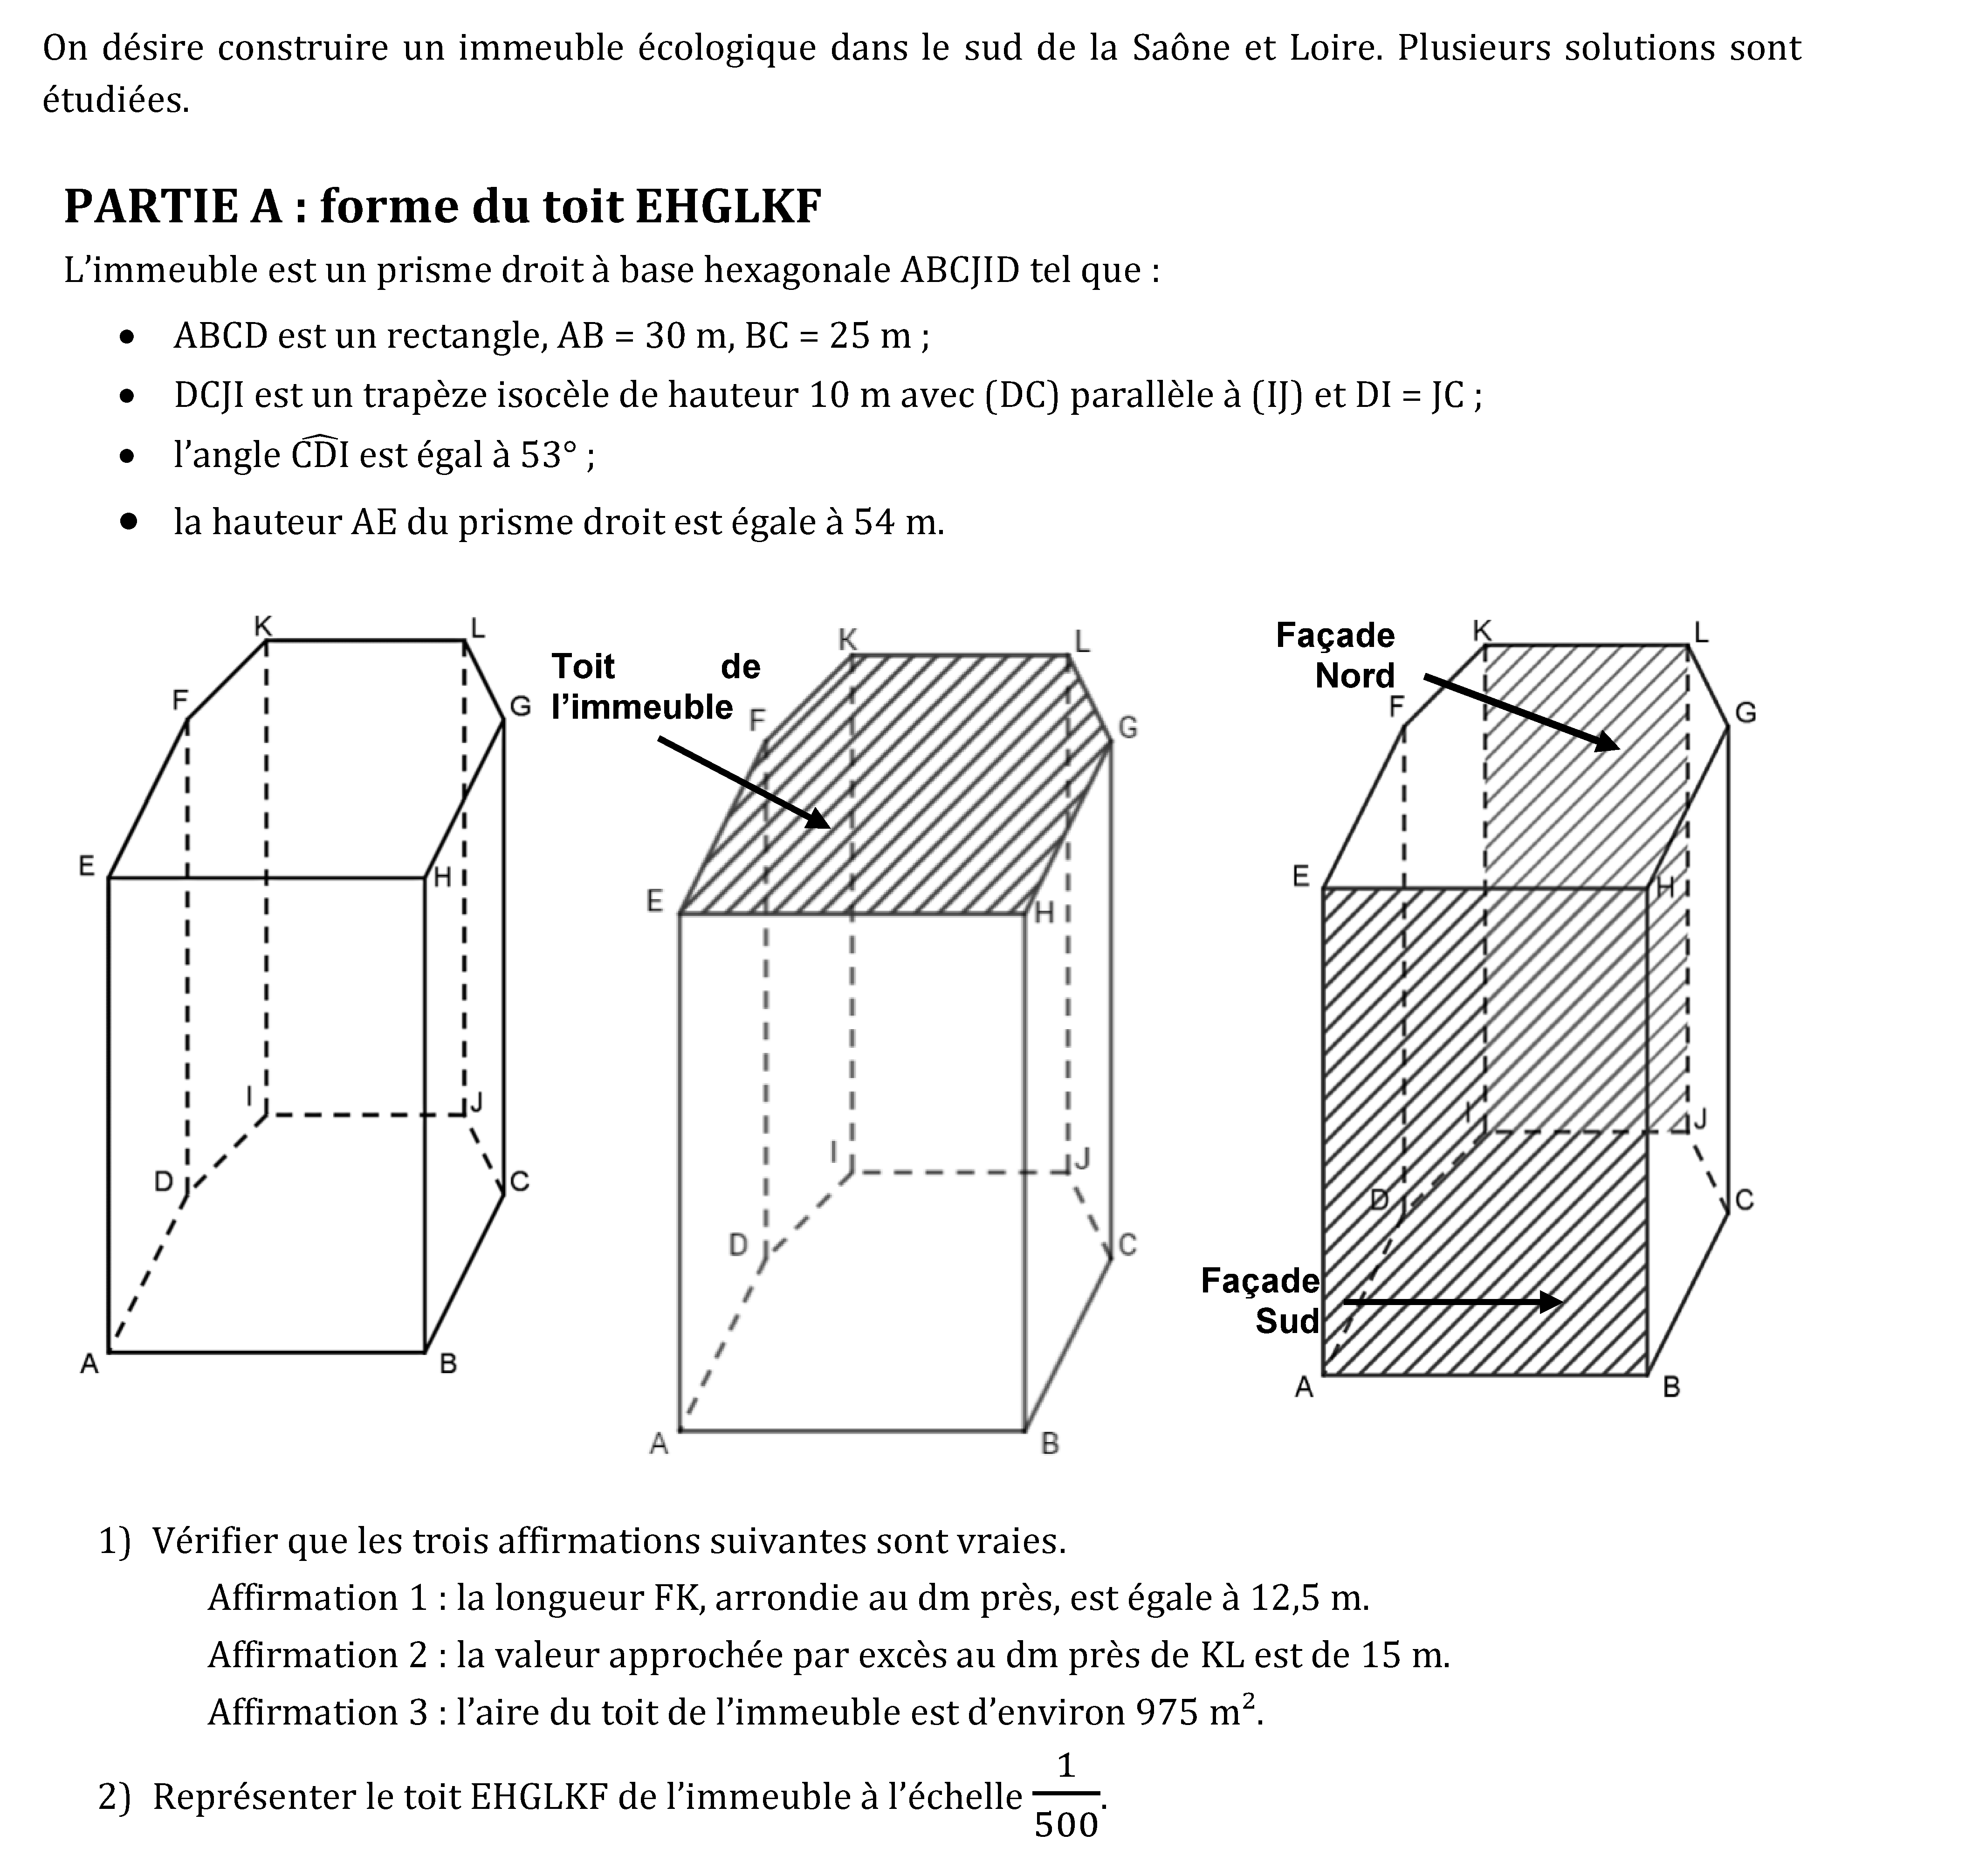 On désire construire un immeuble écologique dans le sud de la Saône et Loire. Plusieurs solutions sont
étudiées.
PARTIE A : forme du toit EHGLKF
L’immeuble est un prisme droit à base hexagonale ABCJID tel que :
• ABCD est un rectangle, AB = 30 m, BC = 25 m ;
• DCJI est un trapèze isocèle de hauteur 10 m avec (DC) parallèle à (IJ) et DI = JC ;
• l’angle \widehat{CDI} est égal à 53° ;
• la hauteur AE du prisme droit est égale à 54 m.
K
L
F
G
E
H
I
J
D
C
A
B
Toit de
l’immeuble
K
L
F
G
E
H
I
J
D
C
A
B
Façade
Nord
K
L
F
G
E
H
I
J
D
C
Façade
Sud
A
B
1) Vérifier que les trois affirmations suivantes sont vraies.
Affirmation 1 : la longueur FK, arrondie au dm près, est égale à 12,5 m.
Affirmation 2 : la valeur approchée par excès au dm près de KL est de 15 m.
Affirmation 3 : l’aire du toit de l’immeuble est d’environ 975 m².
2) Représenter le toit EHGLKF de l’immeuble à l’échelle 1/500.